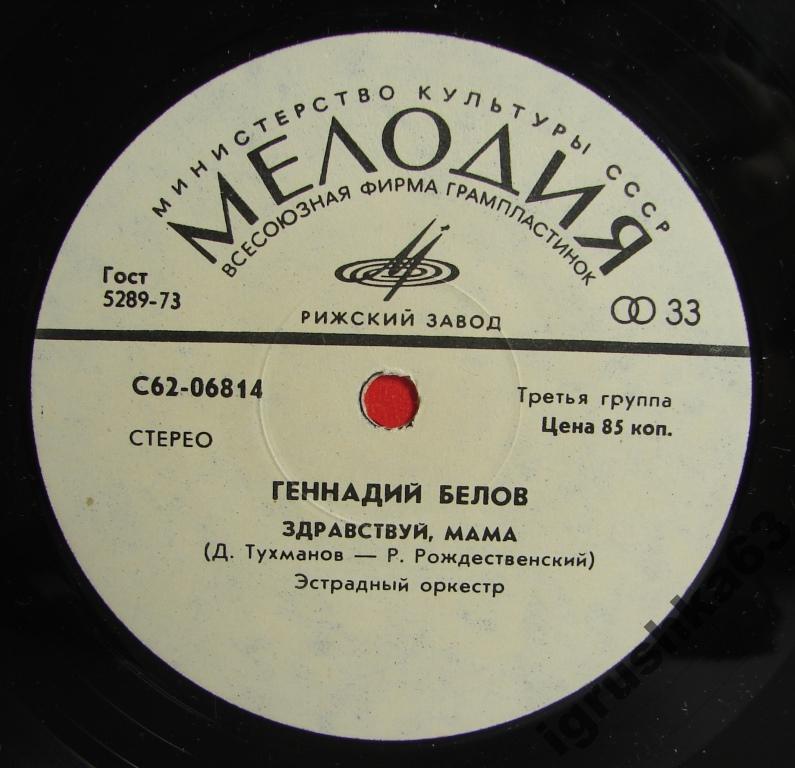 МИНИСТЕРСТВО КУЛЬТУРЫ СССР
МЕЛОДИЯ
ВСЕСОЮЗНАЯ ФИРМА ГРАМПЛАСТИНОК
Гост
5289-73
РИЖСКИЙ ЗАВОД
33
С62-06814
Третья группа
Цена 85 коп.
СТЕРЕО
ГЕННАДИЙ БЕЛОВ
ЗДРАВСТВУЙ, МАМА
(Д. Тухманов — Р. Рождественский)
Эстрадный оркестр
igrushka63